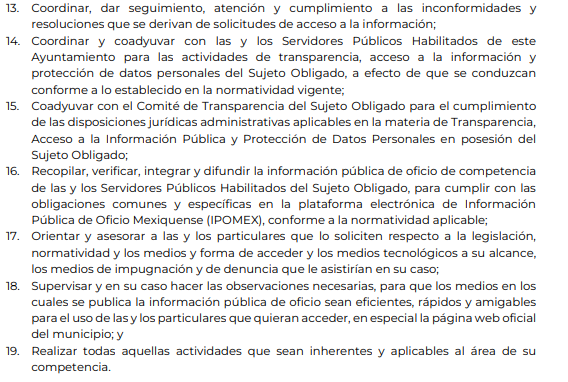 13. Coordinar, dar seguimiento, atención y cumplimiento a las inconformidades y
resoluciones que se derivan de solicitudes de acceso a la información;
14. Coordinar y coadyuvar con las y los Servidores Públicos Habilitados de este
Ayuntamiento para las actividades de transparencia, acceso a la información y
protección de datos personales del Sujeto Obligado, a efecto de que se conduzcan
conforme a lo establecido en la normatividad vigente;
15. Coadyuvar con el Comité de Transparencia del Sujeto Obligado para el cumplimiento
de las disposiciones jurídicas administrativas aplicables en la materia de Transparencia,
Acceso a la Información Pública y Protección de Datos Personales en posesión del
Sujeto Obligado;
16. Recopilar, verificar, integrar y difundir la información pública de oficio de competencia
de las y los Servidores Públicos Habilitados del Sujeto Obligado, para cumplir con las
obligaciones comunes y específicas en la plataforma electrónica de Información
Pública de Oficio Mexiquense (IPOMEX), conforme a la normatividad aplicable;
17. Orientar y asesorar a las y los particulares que lo soliciten respecto a la legislación,
normatividad y los medios y forma de acceder y los medios tecnológicos a su alcance,
los medios de impugnación y de denuncia que le asistirían en su caso;
18. Supervisar y en su caso hacer las observaciones necesarias, para que los medios en los
cuales se publica la información pública de oficio sean eficientes, rápidos y amigables
para el uso de las y los particulares que quieran acceder, en especial la página web oficial
del municipio; y
19. Realizar todas aquellas actividades que sean inherentes y aplicables al área de su
competencia.